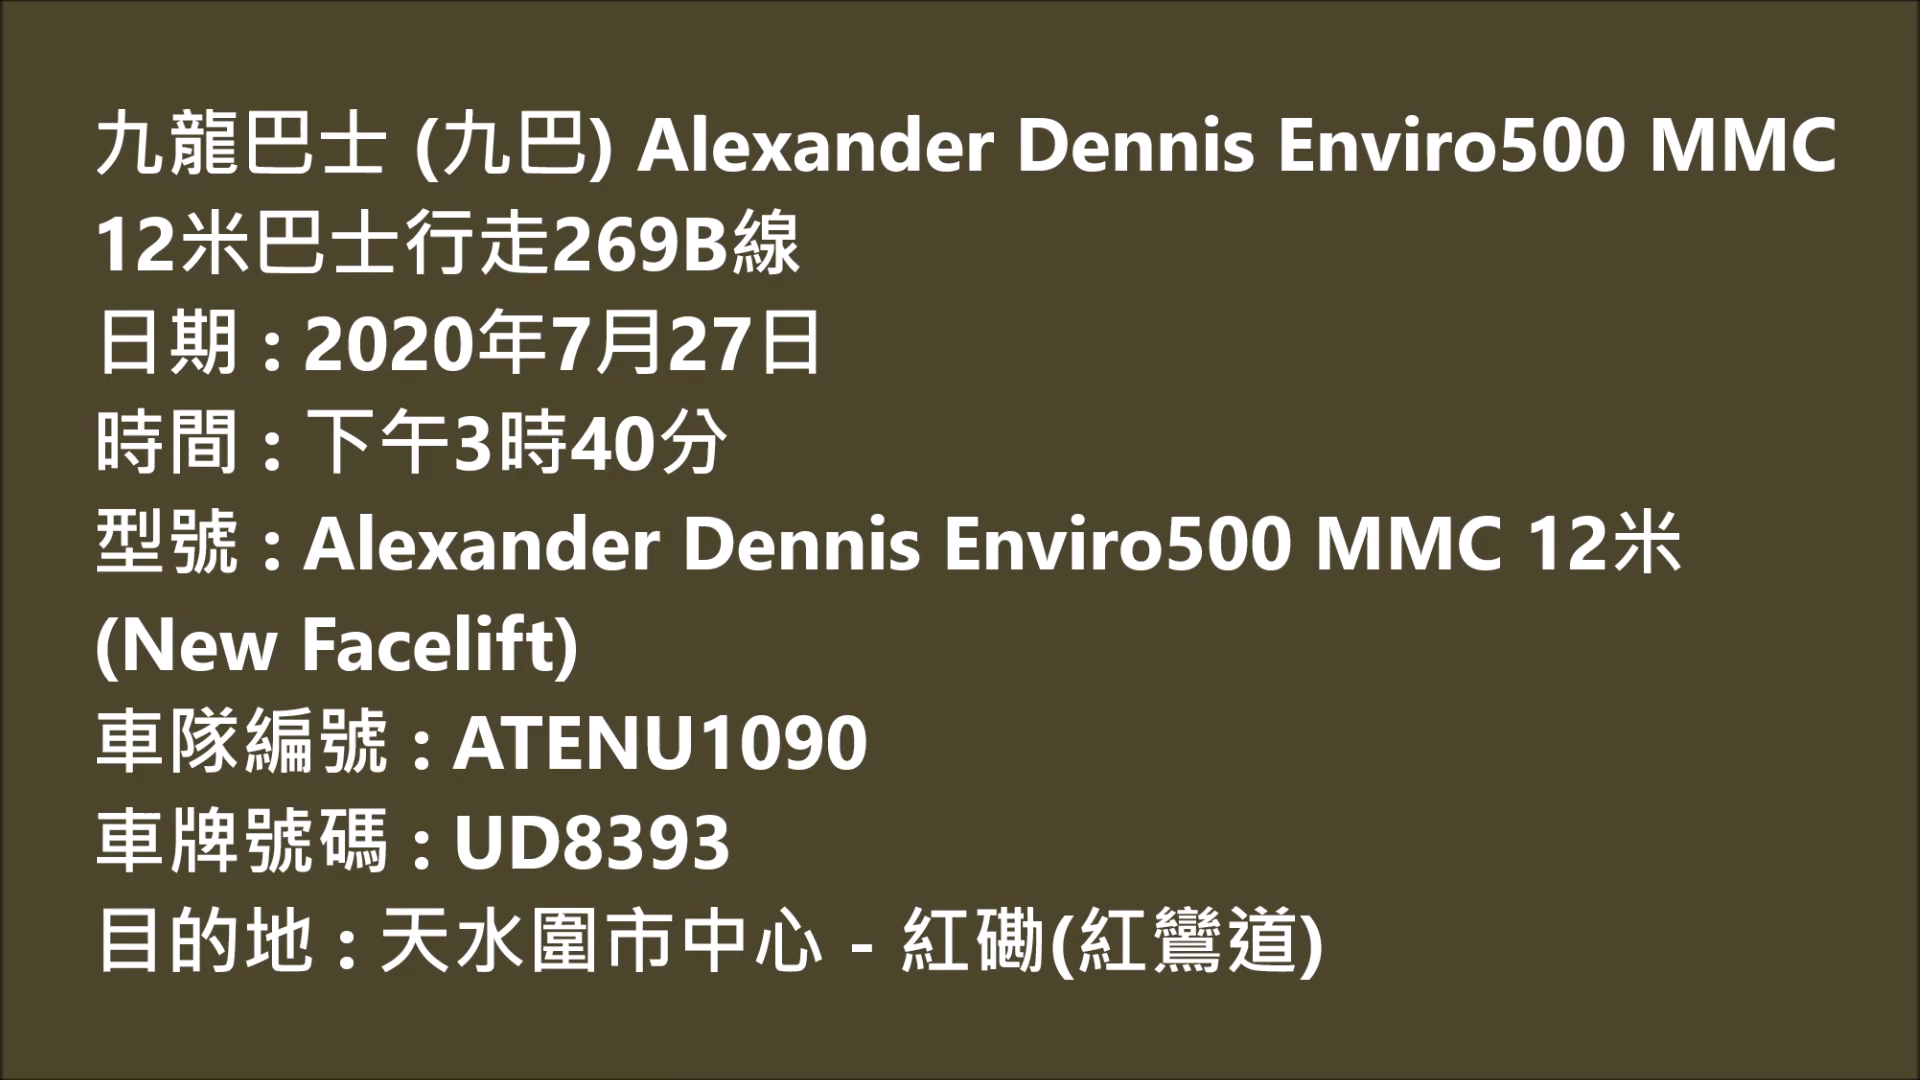 九龍巴士 (九巴) Alexander Dennis Enviro500 MMC
12米巴士行走269B線
日期 : 2020年7月27日
時間 : 下午3時40分
型號 : Alexander Dennis Enviro500 MMC 12米
(New Facelift)
車隊編號 : ATENU1090
車牌號碼 : UD8393
目的地 : 天水圍市中心 - 紅磡(紅鸞道)